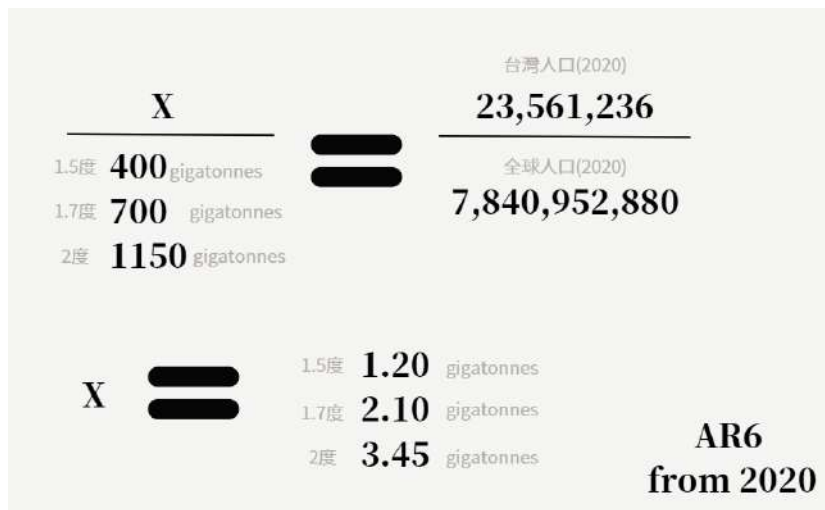 X
1.5度 400 gigatonnes
1.7度 700 gigatonnes
2度 1150 gigatonnes
台灣人口(2020)
23,561,236
全球人口(2020)
7,840,952,880
X
1.5度 1.20 gigatonnes
1.7度 2.10 gigatonnes
2度 3.45 gigatonnes
AR6
from 2020